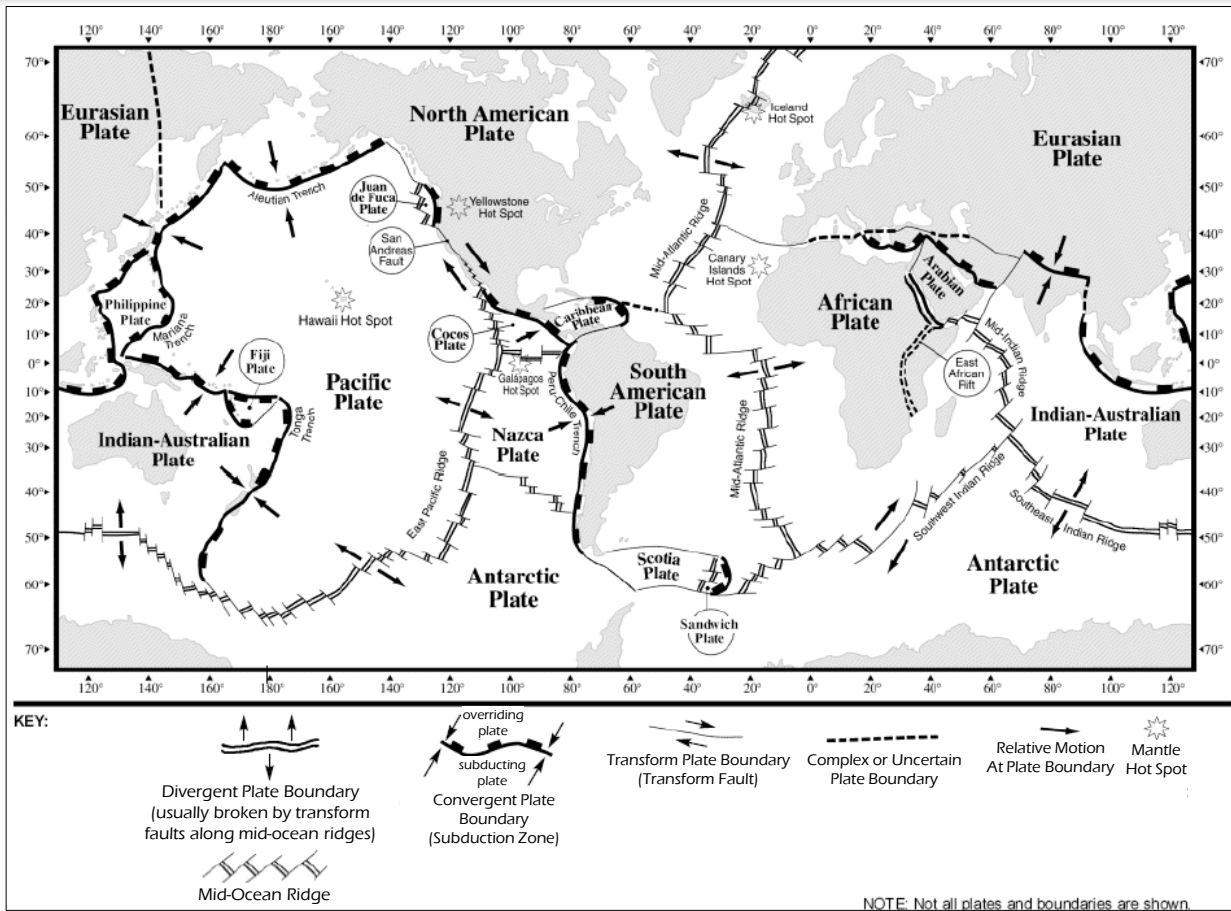 120° 140° 160° 180° 160° 140° 120° 100° 80° 60° 40° 20° 0° 20° 40° 60° 80° 100° 120°
70°
60°
50°
40°
30°
20°
10°
0°
10°
20°
30°
40°
50°
60°
70°
Eurasian
Plate
North American
Plate
Iceland
Hot Spot
Eurasian
Plate
Aleutian Trench
Juan
de Fuca
Plate
Yellowstone
Hot Spot
San
Andreas
Fault
Mid-Atlantic Ridge
Canary
Islands
Hot Spot
Arabian
Plate
Philippine
Plate
Mariana
Trench
Hawaii Hot Spot
Cocos
Plate
Caribbean
Plate
African
Plate
Mid-Indian Ridge
Fiji
Plate
Pacific
Plate
Galápagos
Hot Spot
South
American
Plate
East
African
Rift
Indian-Australian
Plate
Tonga
Trench
Peru-Chile Trench
Nazca
Plate
Mid-Atlantic Ridge
Indian-Australian
Plate
East Pacific Ridge
Southwest Indian Ridge
Southeast Indian Ridge
Antarctic
Plate
Scotia
Plate
Sandwich
Plate
Antarctic
Plate
70°
60°
50°
40°
30°
20°
10°
0°
10°
20°
30°
40°
50°
60°
70°
120° 140° 160° 180° 160° 140° 120° 100° 80° 60° 40° 20° 0° 20° 40° 60° 80° 100° 120°
KEY:
Divergent Plate Boundary
(usually broken by transform
faults along mid-ocean ridges)
Mid-Ocean Ridge
overriding
plate
subducting
plate
Convergent Plate
Boundary
(Subduction Zone)
Transform Plate Boundary
(Transform Fault)
Complex or Uncertain
Plate Boundary
Relative Motion
At Plate Boundary
Mantle
Hot Spot
NOTE: Not all plates and boundaries are shown.